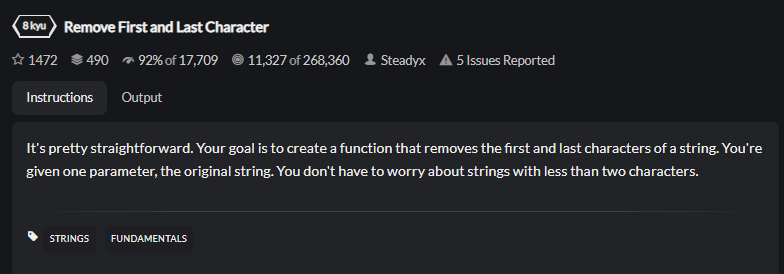 8 kyu Remove First and Last Character
1472 490 92% of 17,709 11,327 of 268,360 Steadyx 5 Issues Reported
Instructions Output
It's pretty straightforward. Your goal is to create a function that removes the first and last characters of a string. You're
given one parameter, the original string. You don't have to worry about strings with less than two characters.
STRINGS FUNDAMENTALS